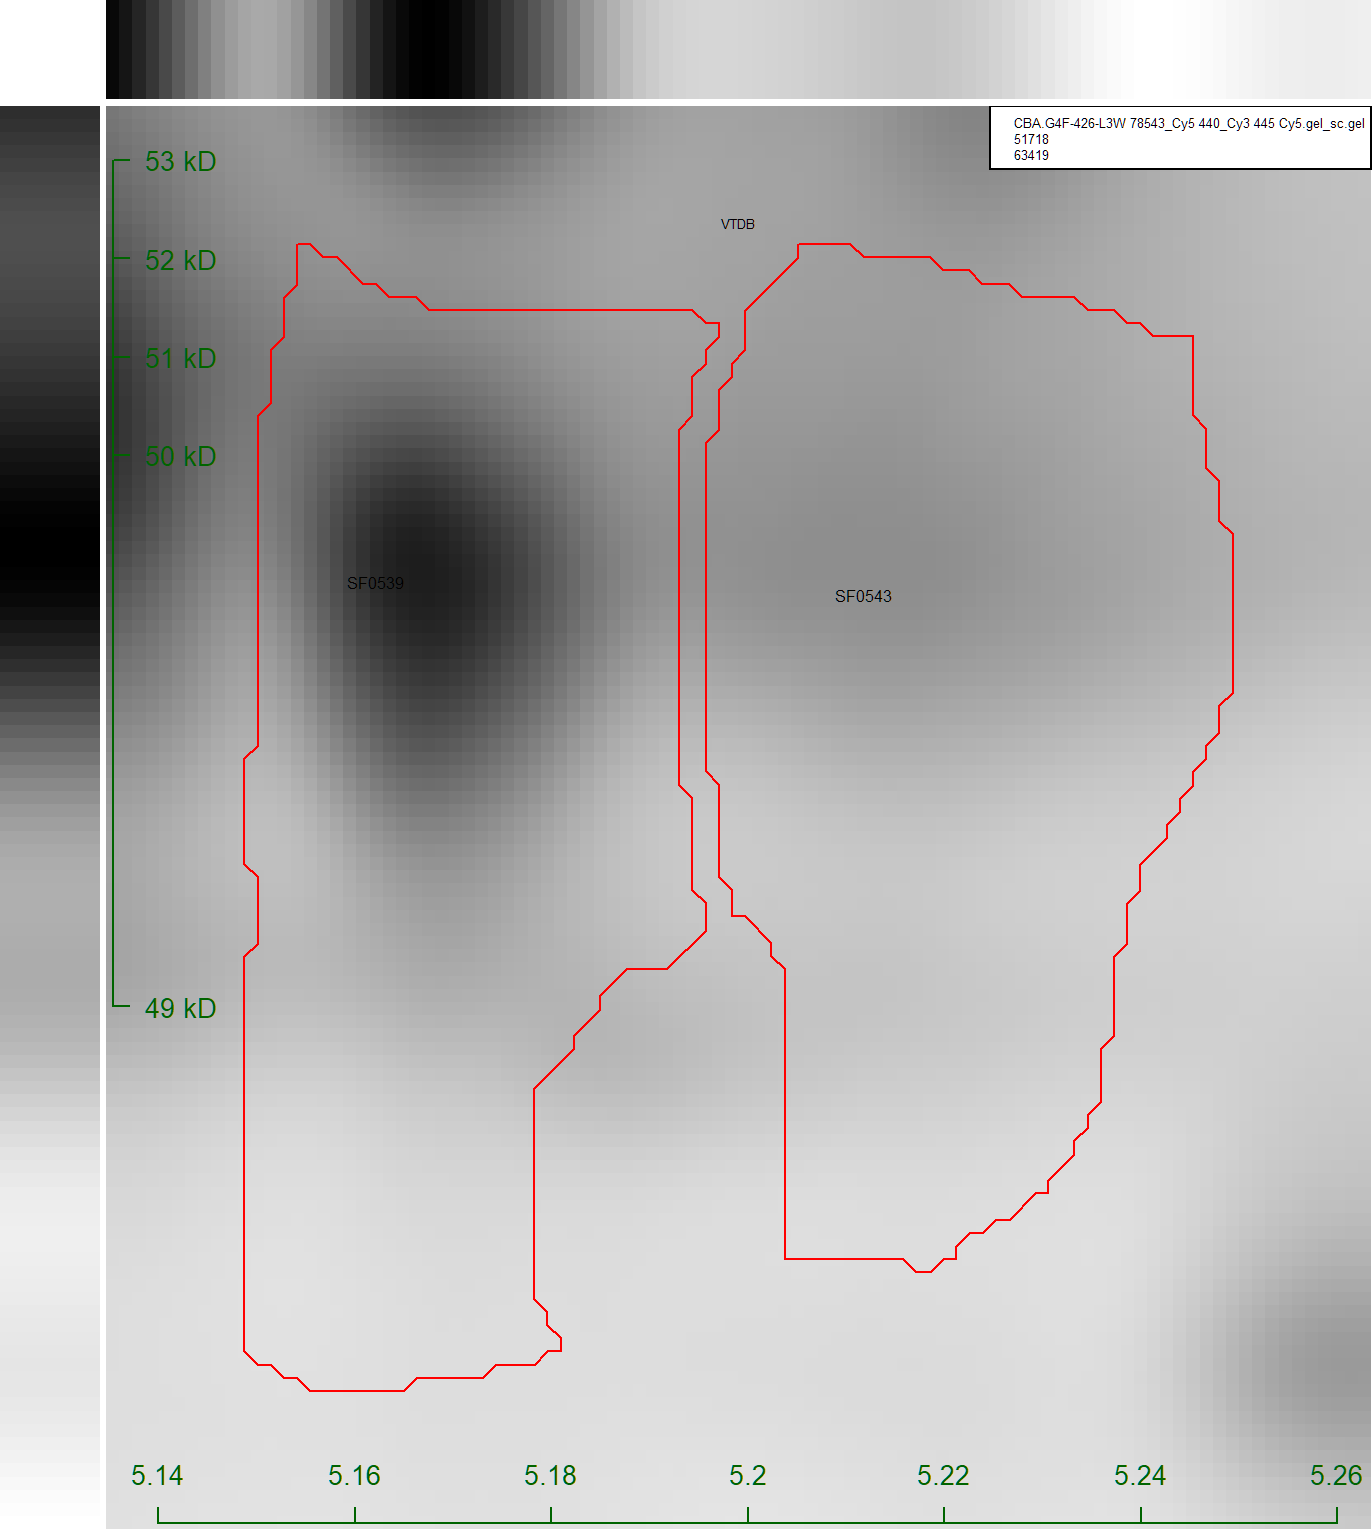 CBA.G4F-426-L3W 78543_Cy5 440_Cy3 445 Cy5.gel_sc.gel
51718
63419
53 kD
VTDB
52 kD
51 kD
50 kD
SF0539
SF0543
49 kD
5.14 5.16 5.18 5.2 5.22 5.24 5.26